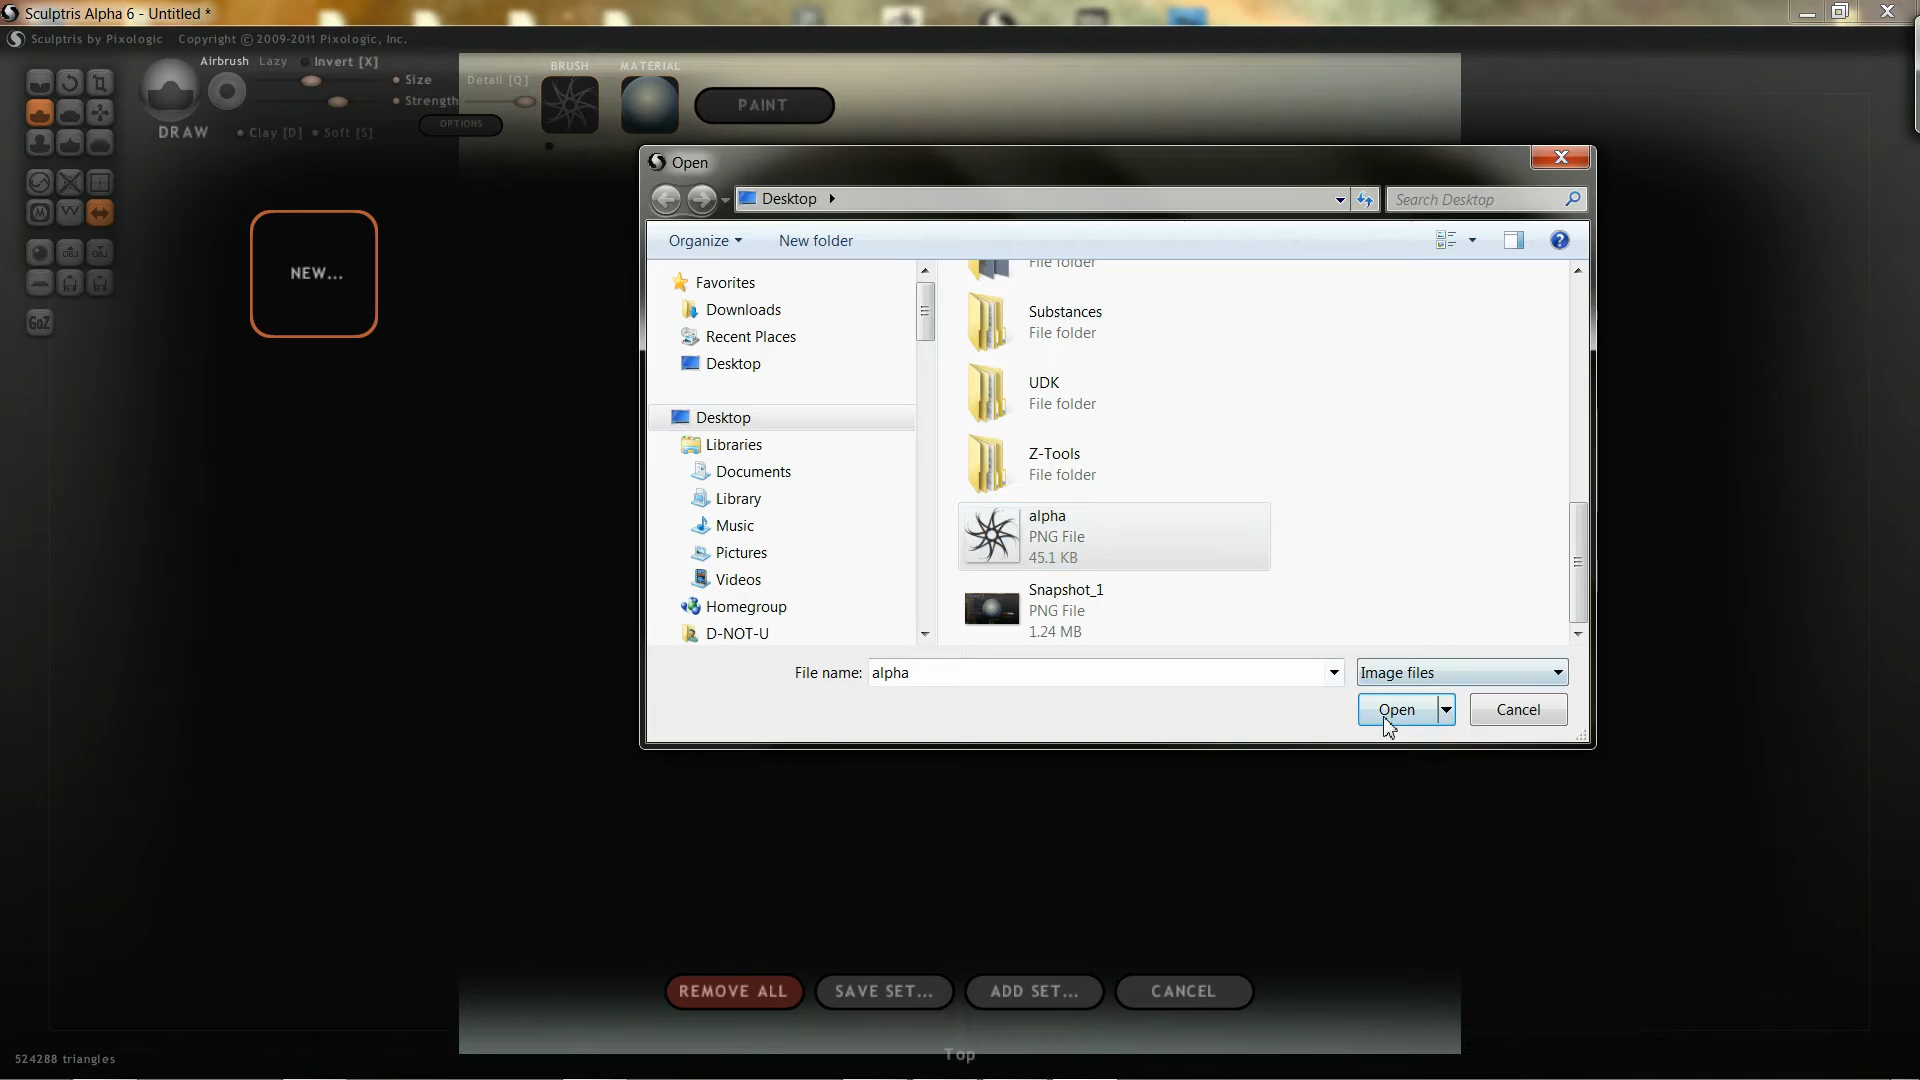 Sculptris Alpha 6 - Untitled *
Sculptris by Pixologic Copyright © 2009-2011 Pixologic, Inc.
Airbrush Lazy Invert [X]
Size
Detail [Q]
Strength
BRUSH
MATERIAL
PAINT
OPTIONS
DRAW
Clay [D] Soft [S]
OBJ
OBJ
M
GoZ
NEW...
Open
Desktop
Search Desktop
Organize
New folder
Favorites
Downloads
Recent Places
Desktop
Desktop
Libraries
Documents
Library
Music
Pictures
Videos
Homegroup
D-NOT-U
File folder
Substances
File folder
UDK
File folder
Z-Tools
File folder
alpha
PNG File
45.1 KB
Snapshot_1
PNG File
1.24 MB
File name: alpha
Image files
Open
Cancel
REMOVE ALL
SAVE SET...
ADD SET...
CANCEL
Top
524288 triangles